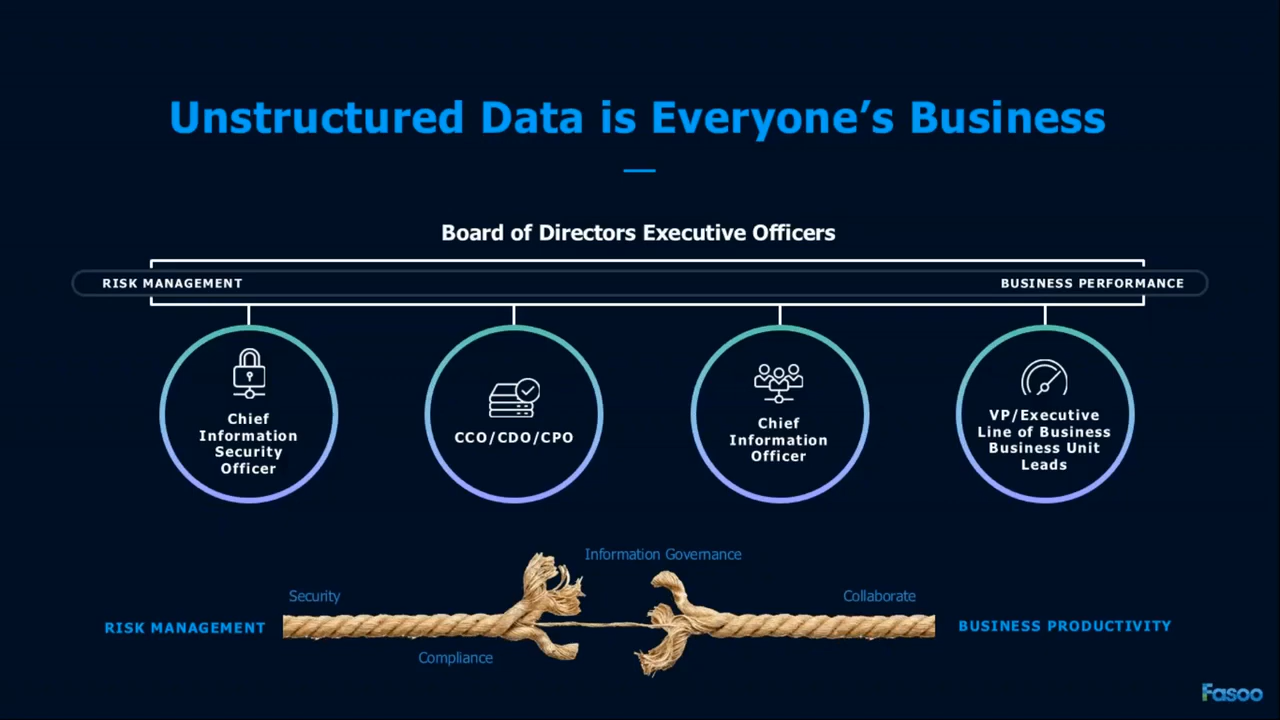 Unstructured Data is Everyone’s Business
Board of Directors Executive Officers
RISK MANAGEMENT
BUSINESS PERFORMANCE
Chief
Information
Security
Officer
CCO/CDO/CPO
Chief
Information
Officer
VP/Executive
Line of Business
Business Unit
Leads
Information Governance
Security
Collaborate
RISK MANAGEMENT
BUSINESS PRODUCTIVITY
Compliance
Fasoo